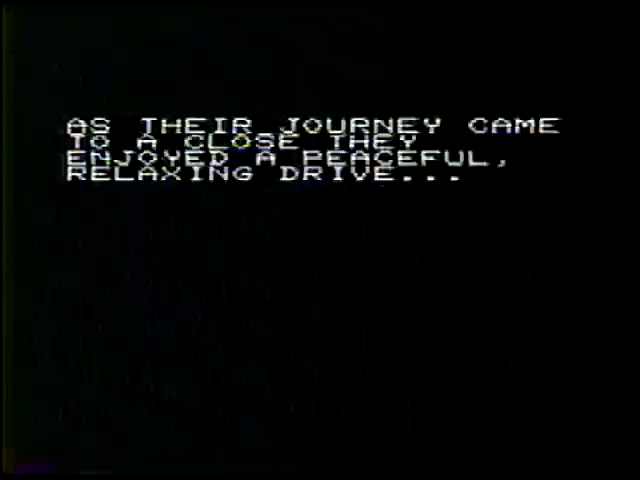 AS THEIR JOURNEY CAME
TO A CLOSE THEY
ENJOYED A PEACEFUL,
RELAXING DRIVE...